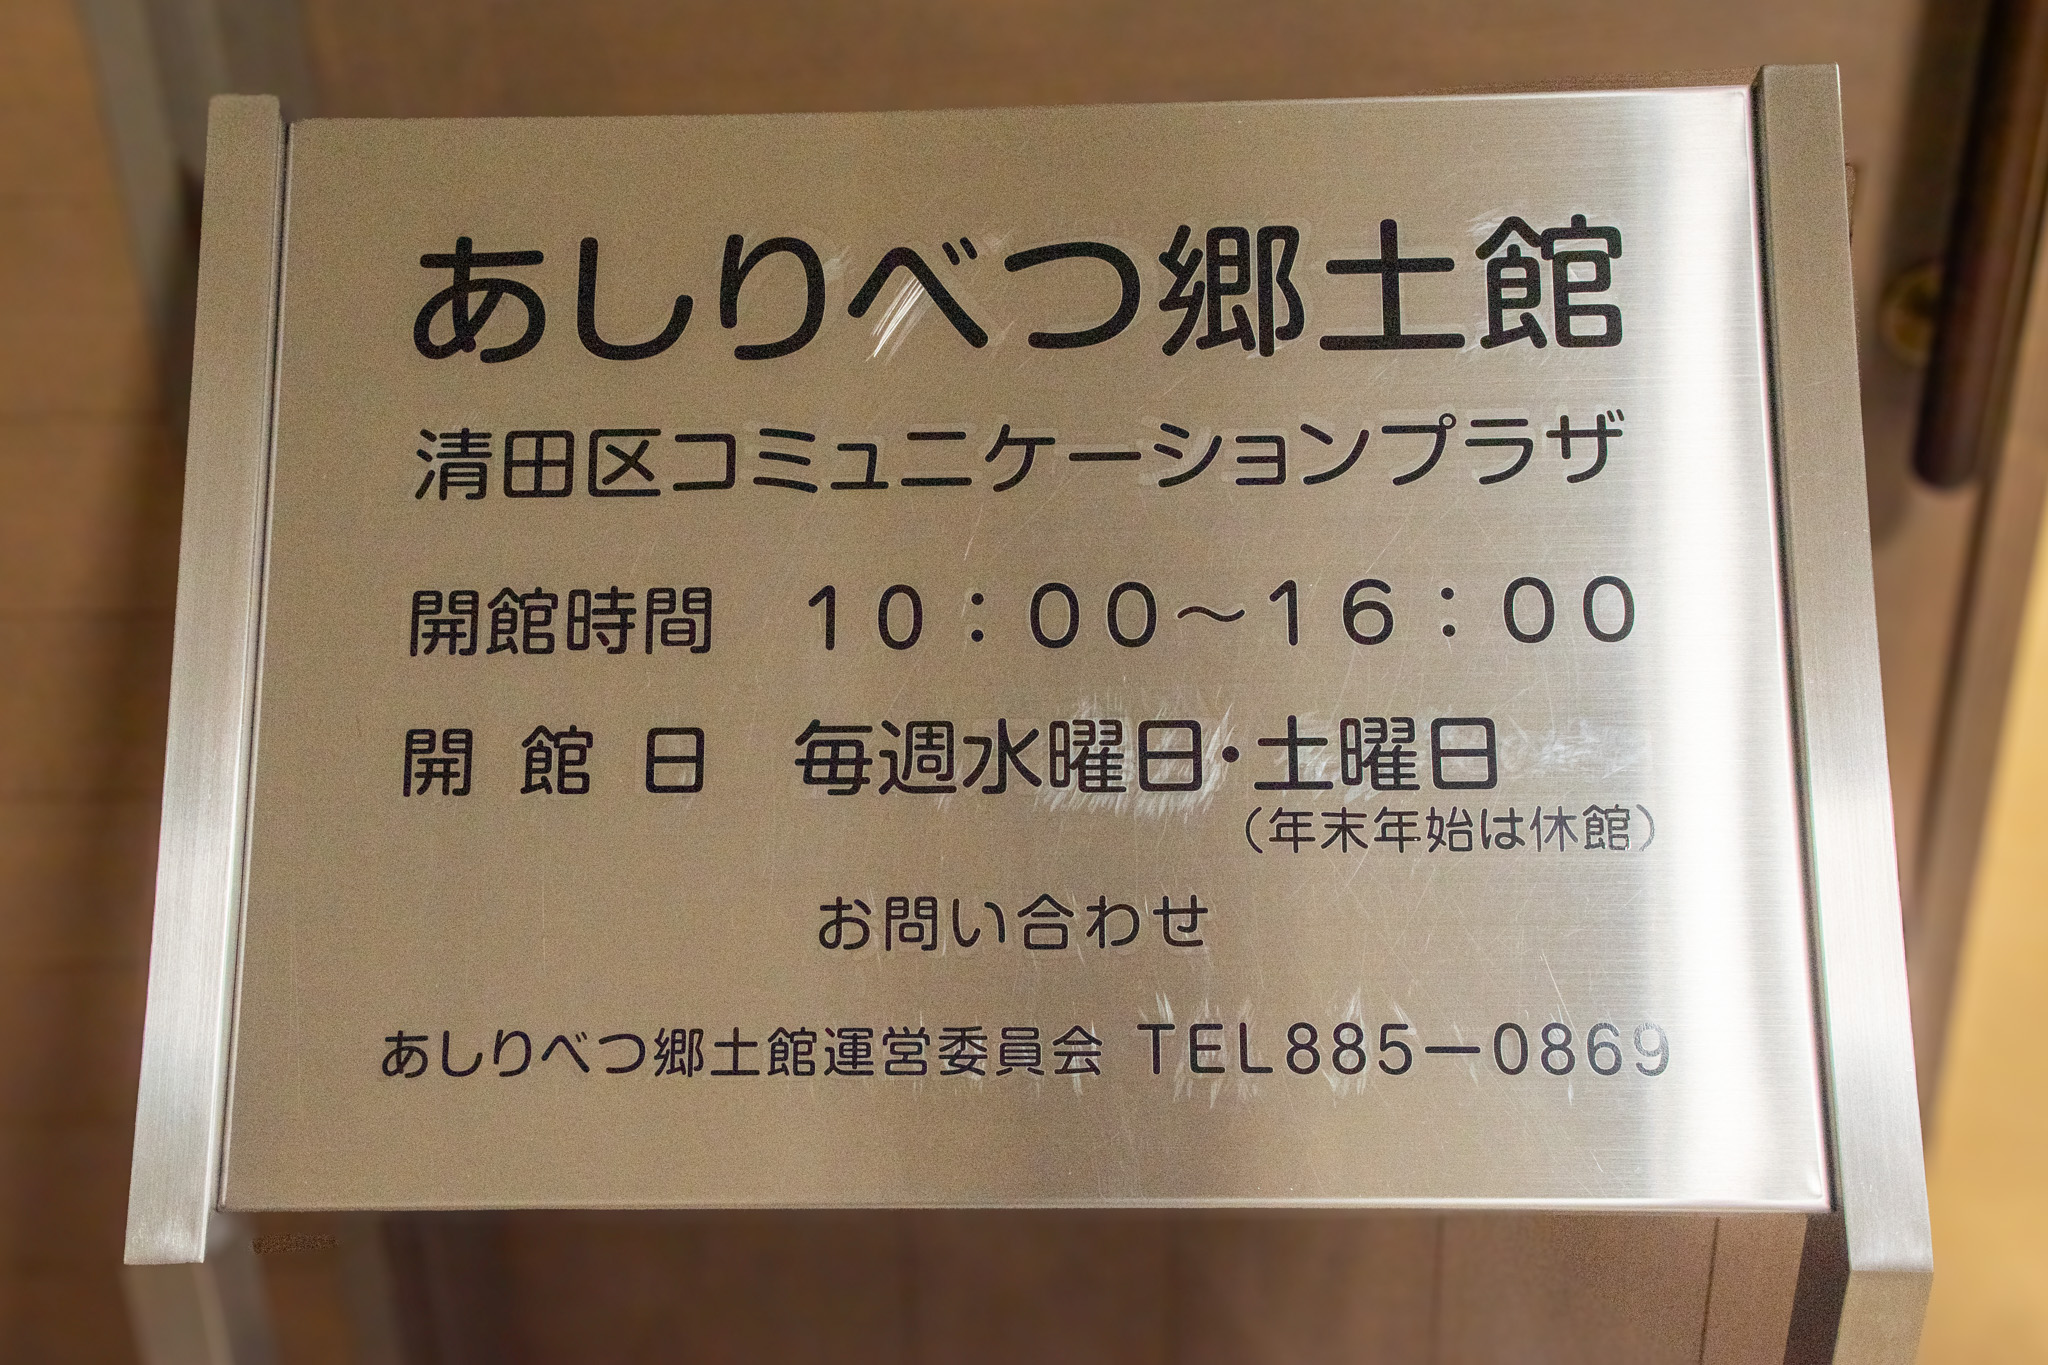 あしりべつ郷土館
清田区コミュニケーションプラザ
開館時間　１０：００～１６：００
開 館 日　毎週水曜日・土曜日
（年末年始は休館）
お問い合わせ
あしりべつ郷土館運営委員会 TEL885－0869